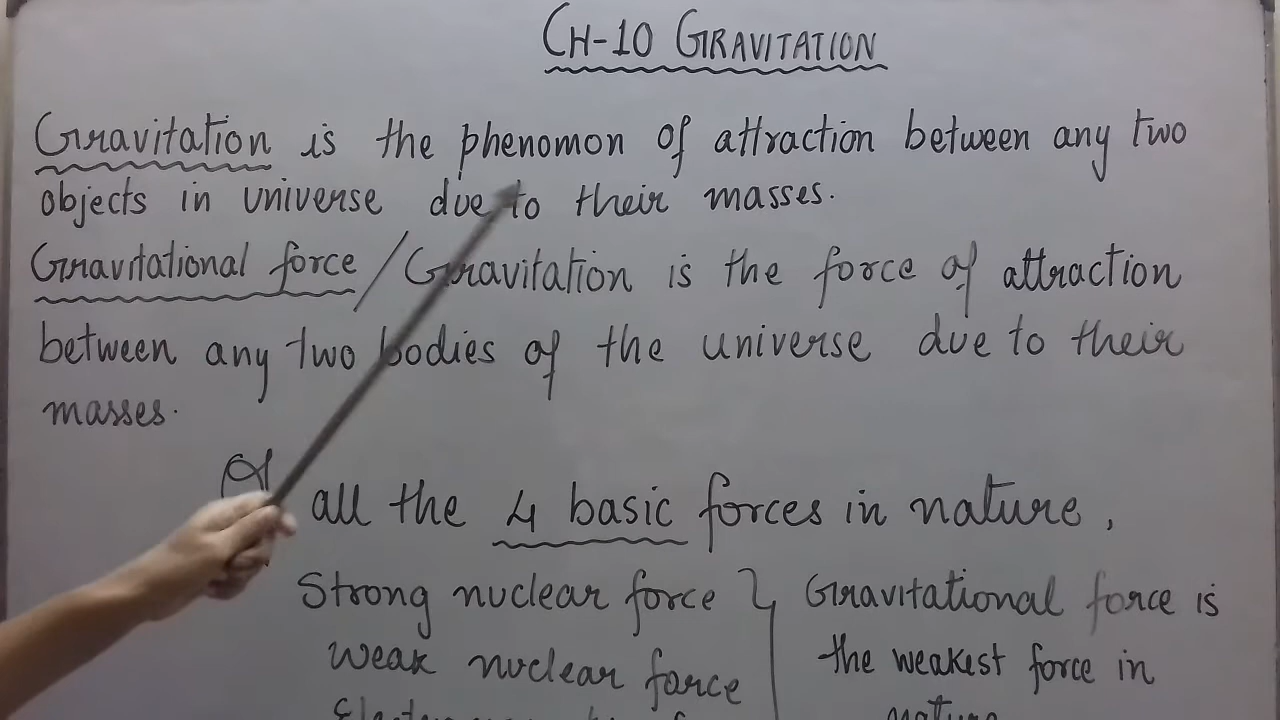 CH-10 GRAVITATION
Gravitation is the phenomon of attraction between any two
objects in universe due to their masses.
Gravitational force / Gravitation is the force of attraction
between any two bodies of the universe due to their
masses.
Of all the 4 basic forces in nature,
Strong nuclear force
weak nuclear force
Gravitational force is
the weakest force in
nature